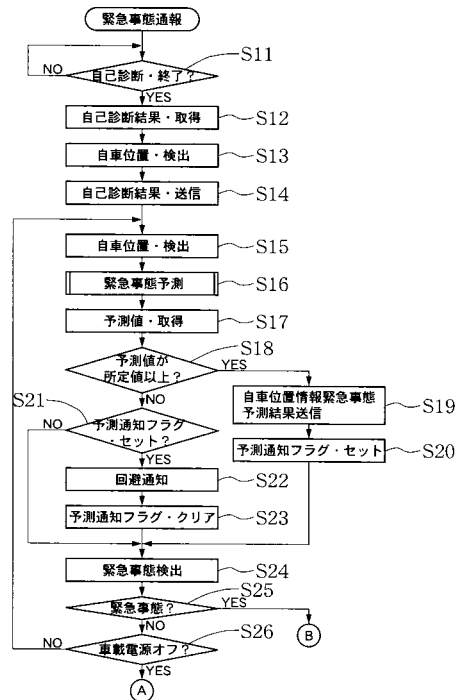 緊急事態通報
S11
自己診断・終了?
NO
YES
自己診断結果・取得
S12
自車位置・検出
S13
自己診断結果・送信
S14
自車位置・検出
S15
緊急事態予測
S16
予測値・取得
S17
S18
予測値が
所定値以上?
YES
NO
自車位置情報緊急事態
予測結果送信
S19
予測通知フラグ・セット
S20
S21
NO
予測通知フラグ
・セット?
YES
回避通知
S22
予測通知フラグ・クリア
S23
緊急事態検出
S24
S25
緊急事態?
YES
NO
B
S26
NO
車載電源オフ?
YES
A